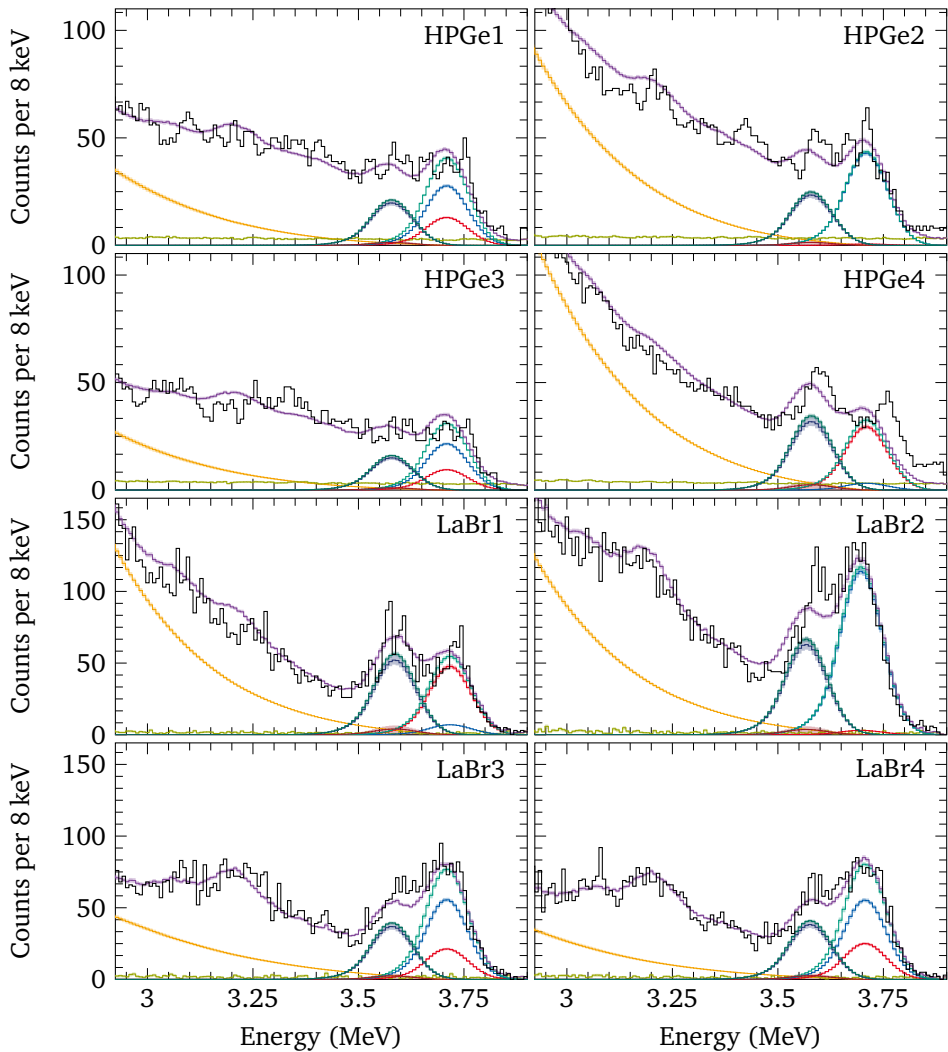 100
50
0
Counts per 8 keV
HPGe1
HPGe2
100
50
0
Counts per 8 keV
HPGe3
HPGe4
150
100
50
0
Counts per 8 keV
LaBr1
LaBr2
150
100
50
0
Counts per 8 keV
LaBr3
LaBr4
3 3.25 3.5 3.75
3 3.25 3.5 3.75
Energy (MeV)
Energy (MeV)